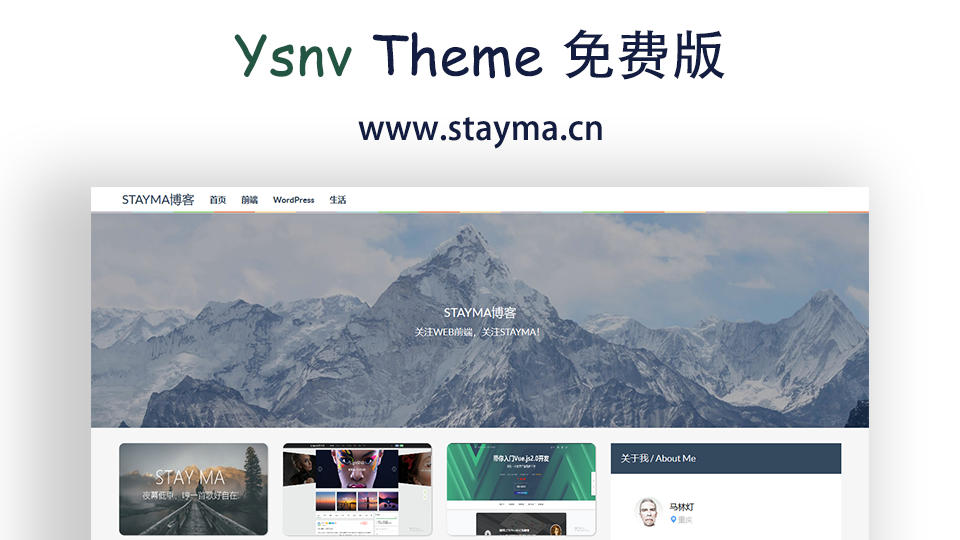 Ysnv Theme 免费版
www.stayma.cn
STAYMA博客 首页 前端 WordPress 生活
STAYMA博客
关注WEB前端，关注STAYMA!
STAY MA
夜幕低垂，哼一首歌好自在.
带你入门Vue.js2.0开发
关于我 / About Me
马林灯
重庆